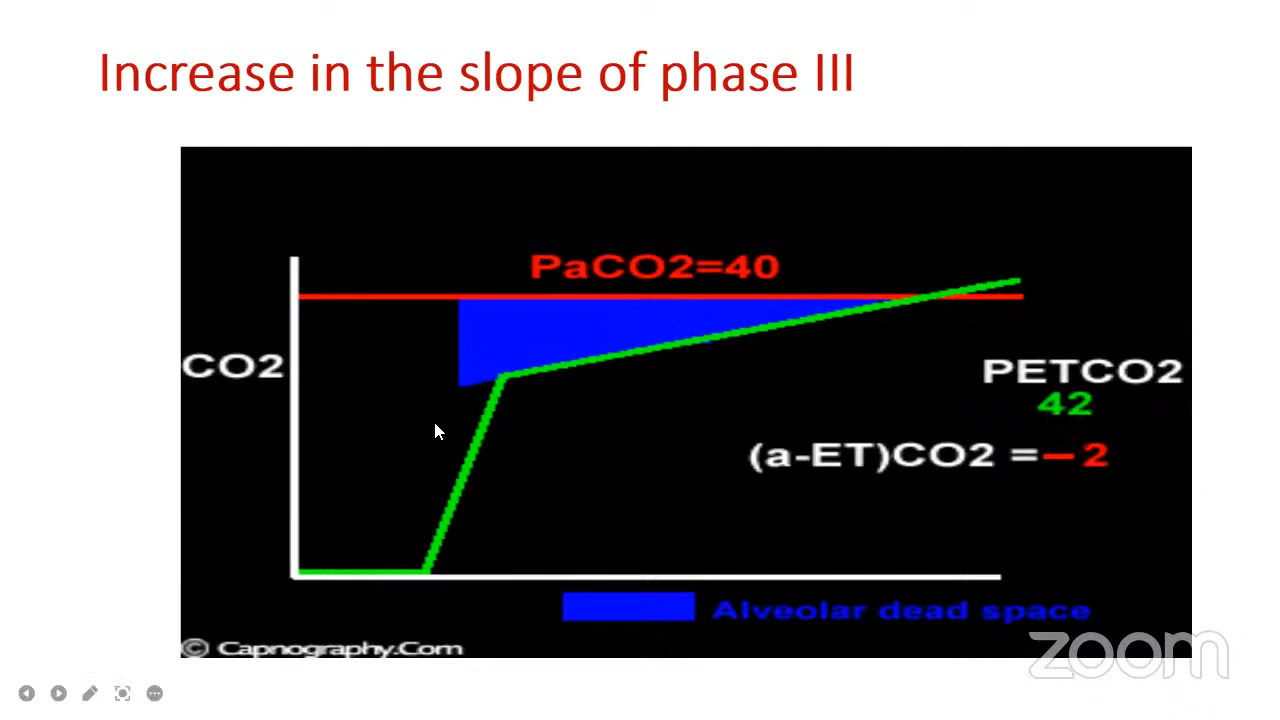 Increase in the slope of phase III
PaCO2=40
CO2
PETCO2
42
(a-ET)CO2 =−2
Alveolar dead space
© Capnography.Com
zoom